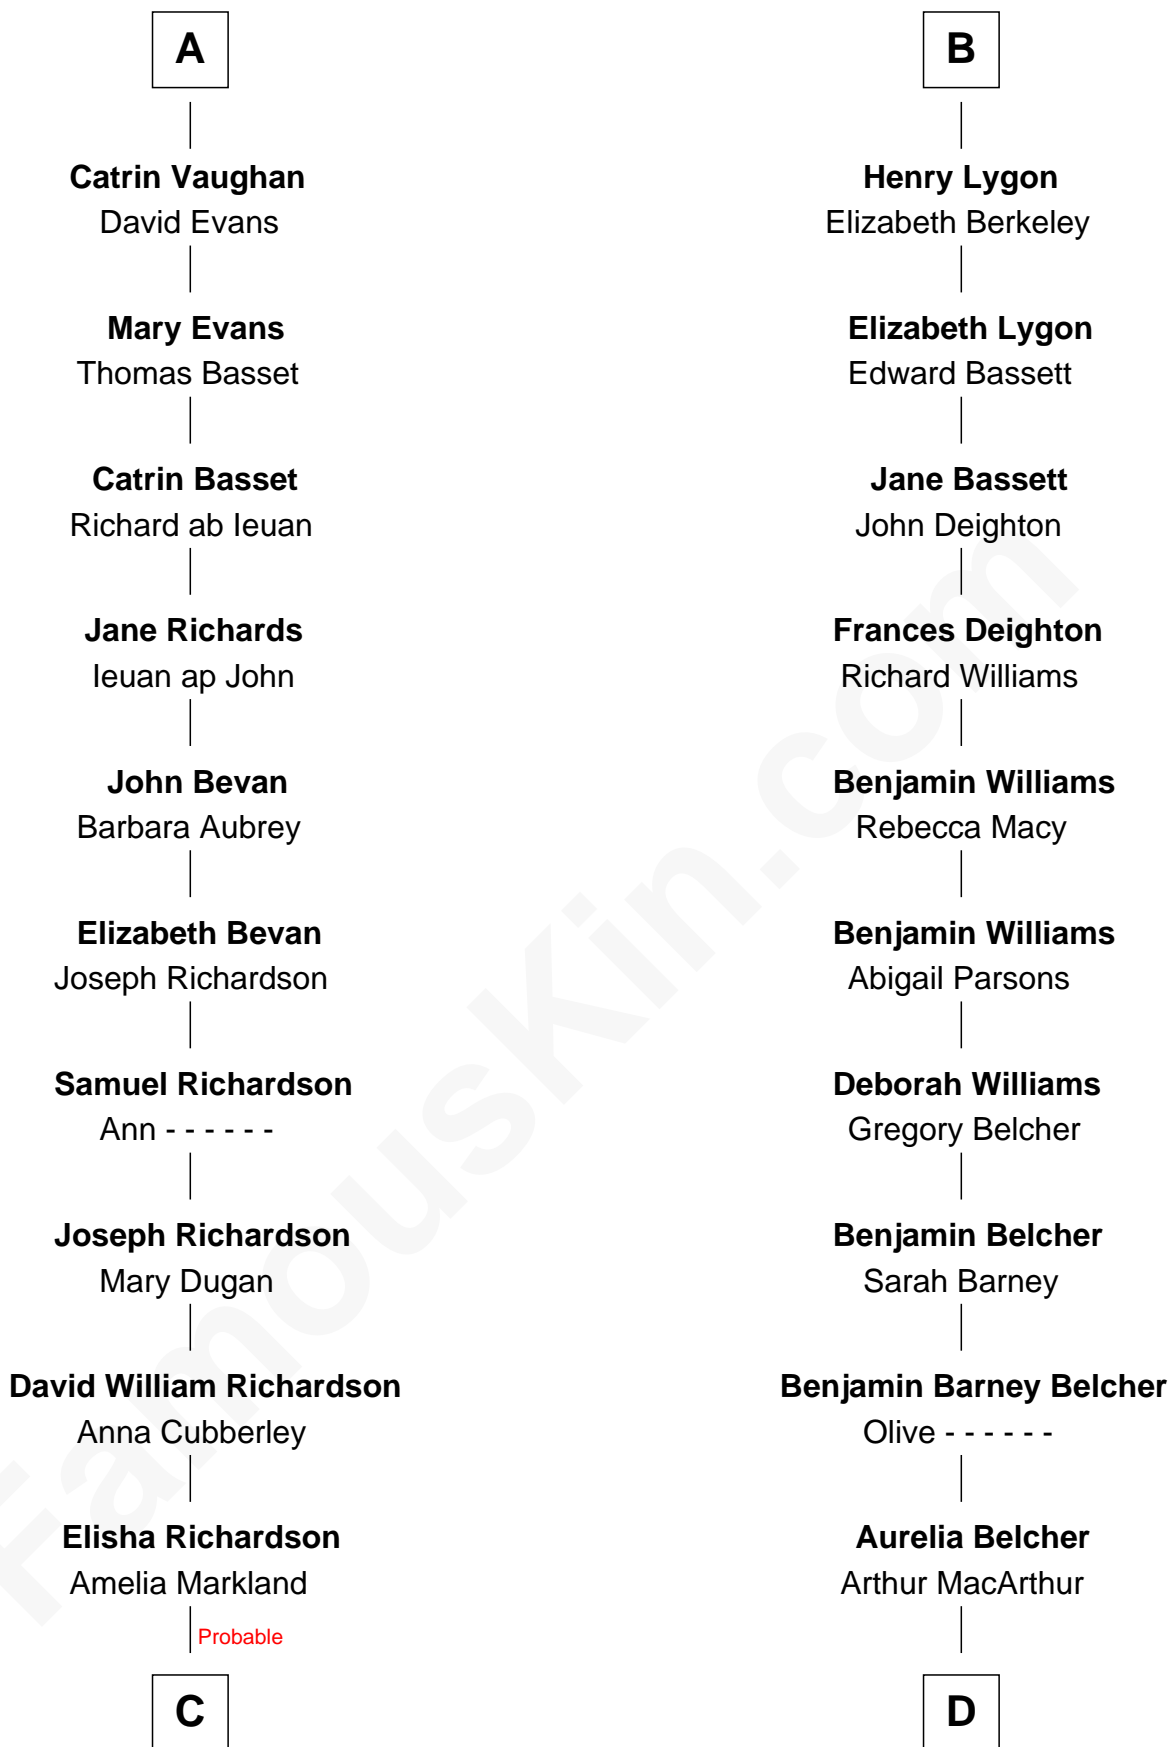 A
Catrin Vaughan
David Evans
Mary Evans
Thomas Basset
Catrin Basset
Richard ab Ieuan
Jane Richards
Ieuan ap John
John Bevan
Barbara Aubrey
Elizabeth Bevan
Joseph Richardson
Samuel Richardson
Ann - - - - - -
Joseph Richardson
Mary Dugan
David William Richardson
Anna Cubberley
Elisha Richardson
Amelia Markland
Probable
C
B
Henry Lygon
Elizabeth Berkeley
Elizabeth Lygon
Edward Bassett
Jane Bassett
John Deighton
Frances Deighton
Richard Williams
Benjamin Williams
Rebecca Macy
Benjamin Williams
Abigail Parsons
Deborah Williams
Gregory Belcher
Benjamin Belcher
Sarah Barney
Benjamin Barney Belcher
Olive - - - - - -
Aurelia Belcher
Arthur MacArthur
D
FamousKin.com